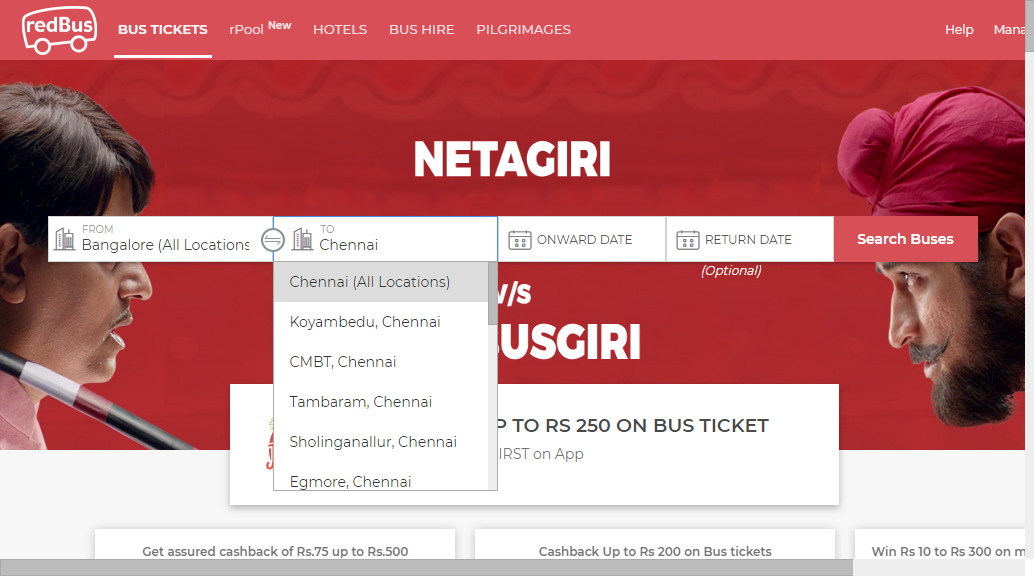 redBus
BUS TICKETS rPool New HOTELS BUS HIRE PILGRIMAGES Help
NETAGIRI
FROM
Bangalore (All Locations
TO
Chennai
ONWARD DATE
RETURN DATE
Search Buses
(Optional)
Chennai (All Locations)
Koyambedu, Chennai
CMBT, Chennai
Tambaram, Chennai
Sholinganallur, Chennai
Egmore, Chennai
V/S
BUSGIRI
TO RS 250 ON BUS TICKET
on App
Get assured cashback of Rs.75 up to Rs.500
Cashback Up to Rs 200 on Bus tickets
Win Rs 10 to Rs 300 on